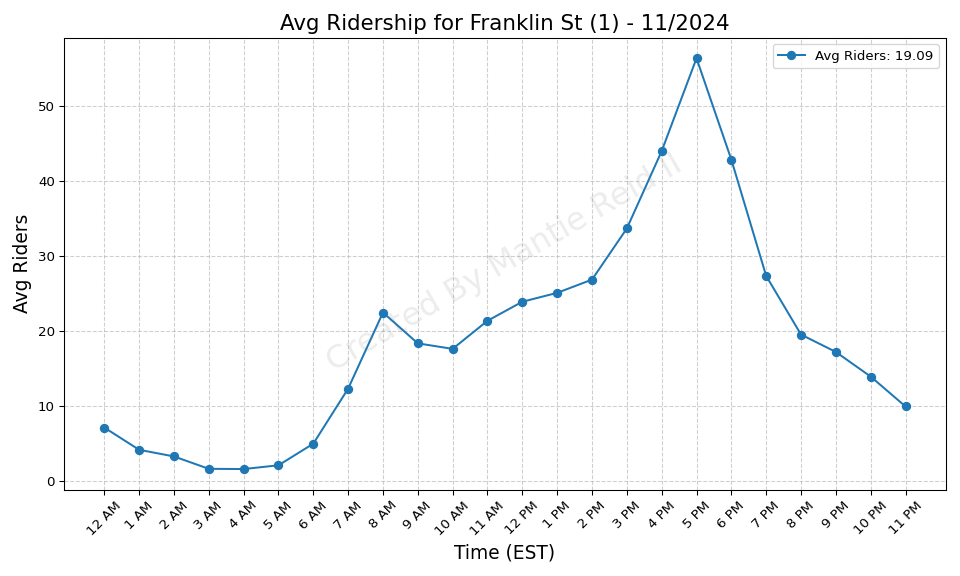 Avg Ridership for Franklin St (1) - 11/2024
Avg Riders: 19.09
Avg Riders
50
40
30
20
10
0
Created By Mantle Reid II
12 AM
1 AM
2 AM
3 AM
4 AM
5 AM
6 AM
7 AM
8 AM
9 AM
10 AM
11 AM
12 PM
1 PM
2 PM
3 PM
4 PM
5 PM
6 PM
7 PM
8 PM
9 PM
10 PM
11 PM
Time (EST)